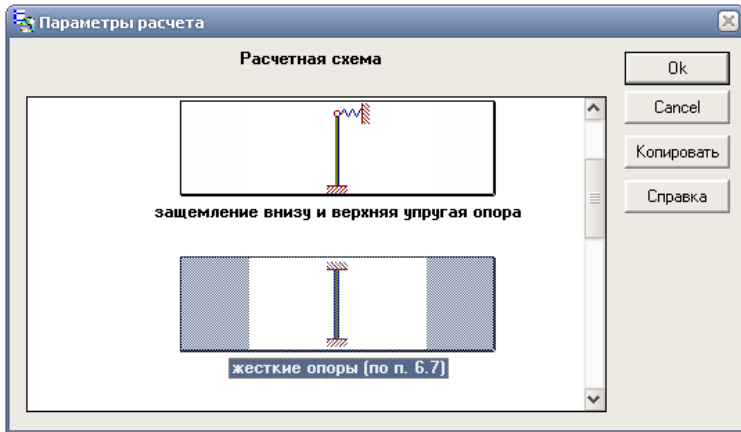 Параметры расчета
Расчетная схема
Ok
Cancel
Копировать
Справка
защемление внизу и верхняя упругая опора
жесткие опоры (по п. 6.7)